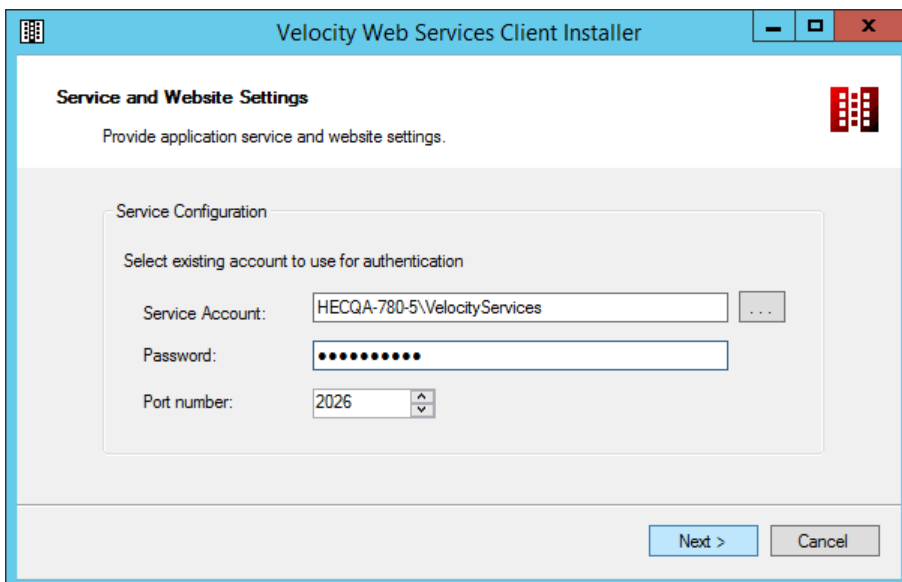 Velocity Web Services Client Installer
Service and Website Settings
Provide application service and website settings.
Service Configuration
Select existing account to use for authentication
Service Account: HECQA-780-5\VelocityServices ...
Password: ●●●●●●●●●●
Port number: 2026
Next > Cancel